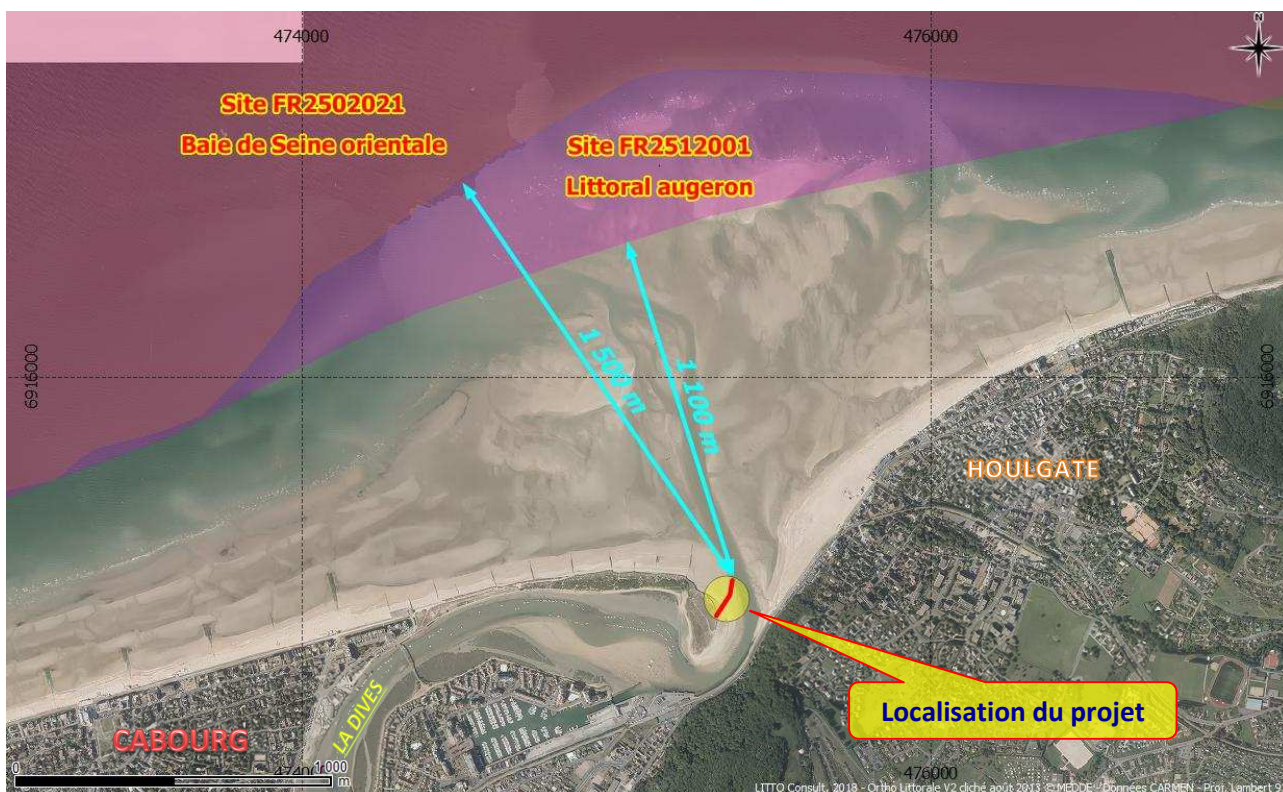 474000
476000
N
Site FR2502021
Baie de Seine orientale
Site FR2512001
Littoral augeron
6916000
6916000
1 500 m
1 100 m
HOULGATE
Localisation du projet
LA DIVES
CABOURG
0
1 000
m
474000
476000
LITTO Consult, 2018 - Ortho Littorale V2 cliché août 2013 © MEDDE - Données CARMEN - Proj. Lambert